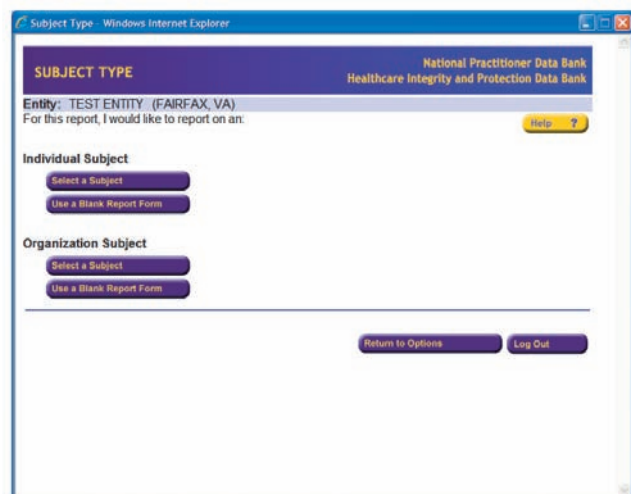 Subject Type - Windows Internet Explorer
SUBJECT TYPE
National Practitioner Data Bank
Healthcare Integrity and Protection Data Bank
Entity: TEST ENTITY (FAIRFAX, VA)
For this report, I would like to report on an:
Help ?
Individual Subject
Select a Subject
Use a Blank Report Form
Organization Subject
Select a Subject
Use a Blank Report Form
Return to Options
Log Out